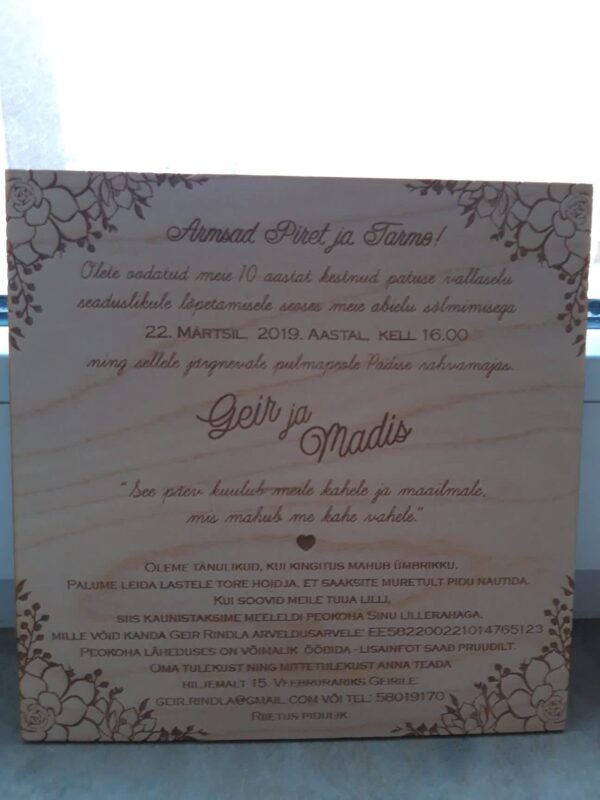 Armsad Piret ja Tarmo!
Olete oodatud meie 10 aastat kestnud patuse vallaselu
seaduslikule lõpetamisele seoses meie abielu sõlmimisega
22. MÄRTSIL, 2019. AASTAL, KELL 16.00
ning sellele järgnevale pulmapeole Padise rahvamajas.
Geir ja
Madis
"See päev kuulub meile kahele ja maailmale,
mis mahub me kahe vahele."
OLEME TÄNULIKUD, KUI KINGITUS MAHUB ÜMBRIKKU.
PALUME LEIDA LASTELE TORE HOIDJA, ET SAAKSITE MURETULT PIDU NAUTIDA.
KUI SOOVID MEILE TUUA LILLI,
SIIS KAUNISTAKSIME MEELELDI PEOKOHA SINU LILLERAHAGA,
MILLE VÕID KANDA GEIR RINDLA ARVELDUSARVELE: EE582200221014765123
PEOKOHA LÄHEDUSES ON VÕIMALIK ÖÖBIDA - LISAINFOT SAAB PRUUDILT.
OMA TULEKUST NING MITTETULEKUST ANNA TEADA
HILJEMALT 15. VEEBRUARIKS GEIRILE:
GEIR.RINDLA@GMAIL.COM VÕI TEL: 58019170
RIIETUS PIDULIK.